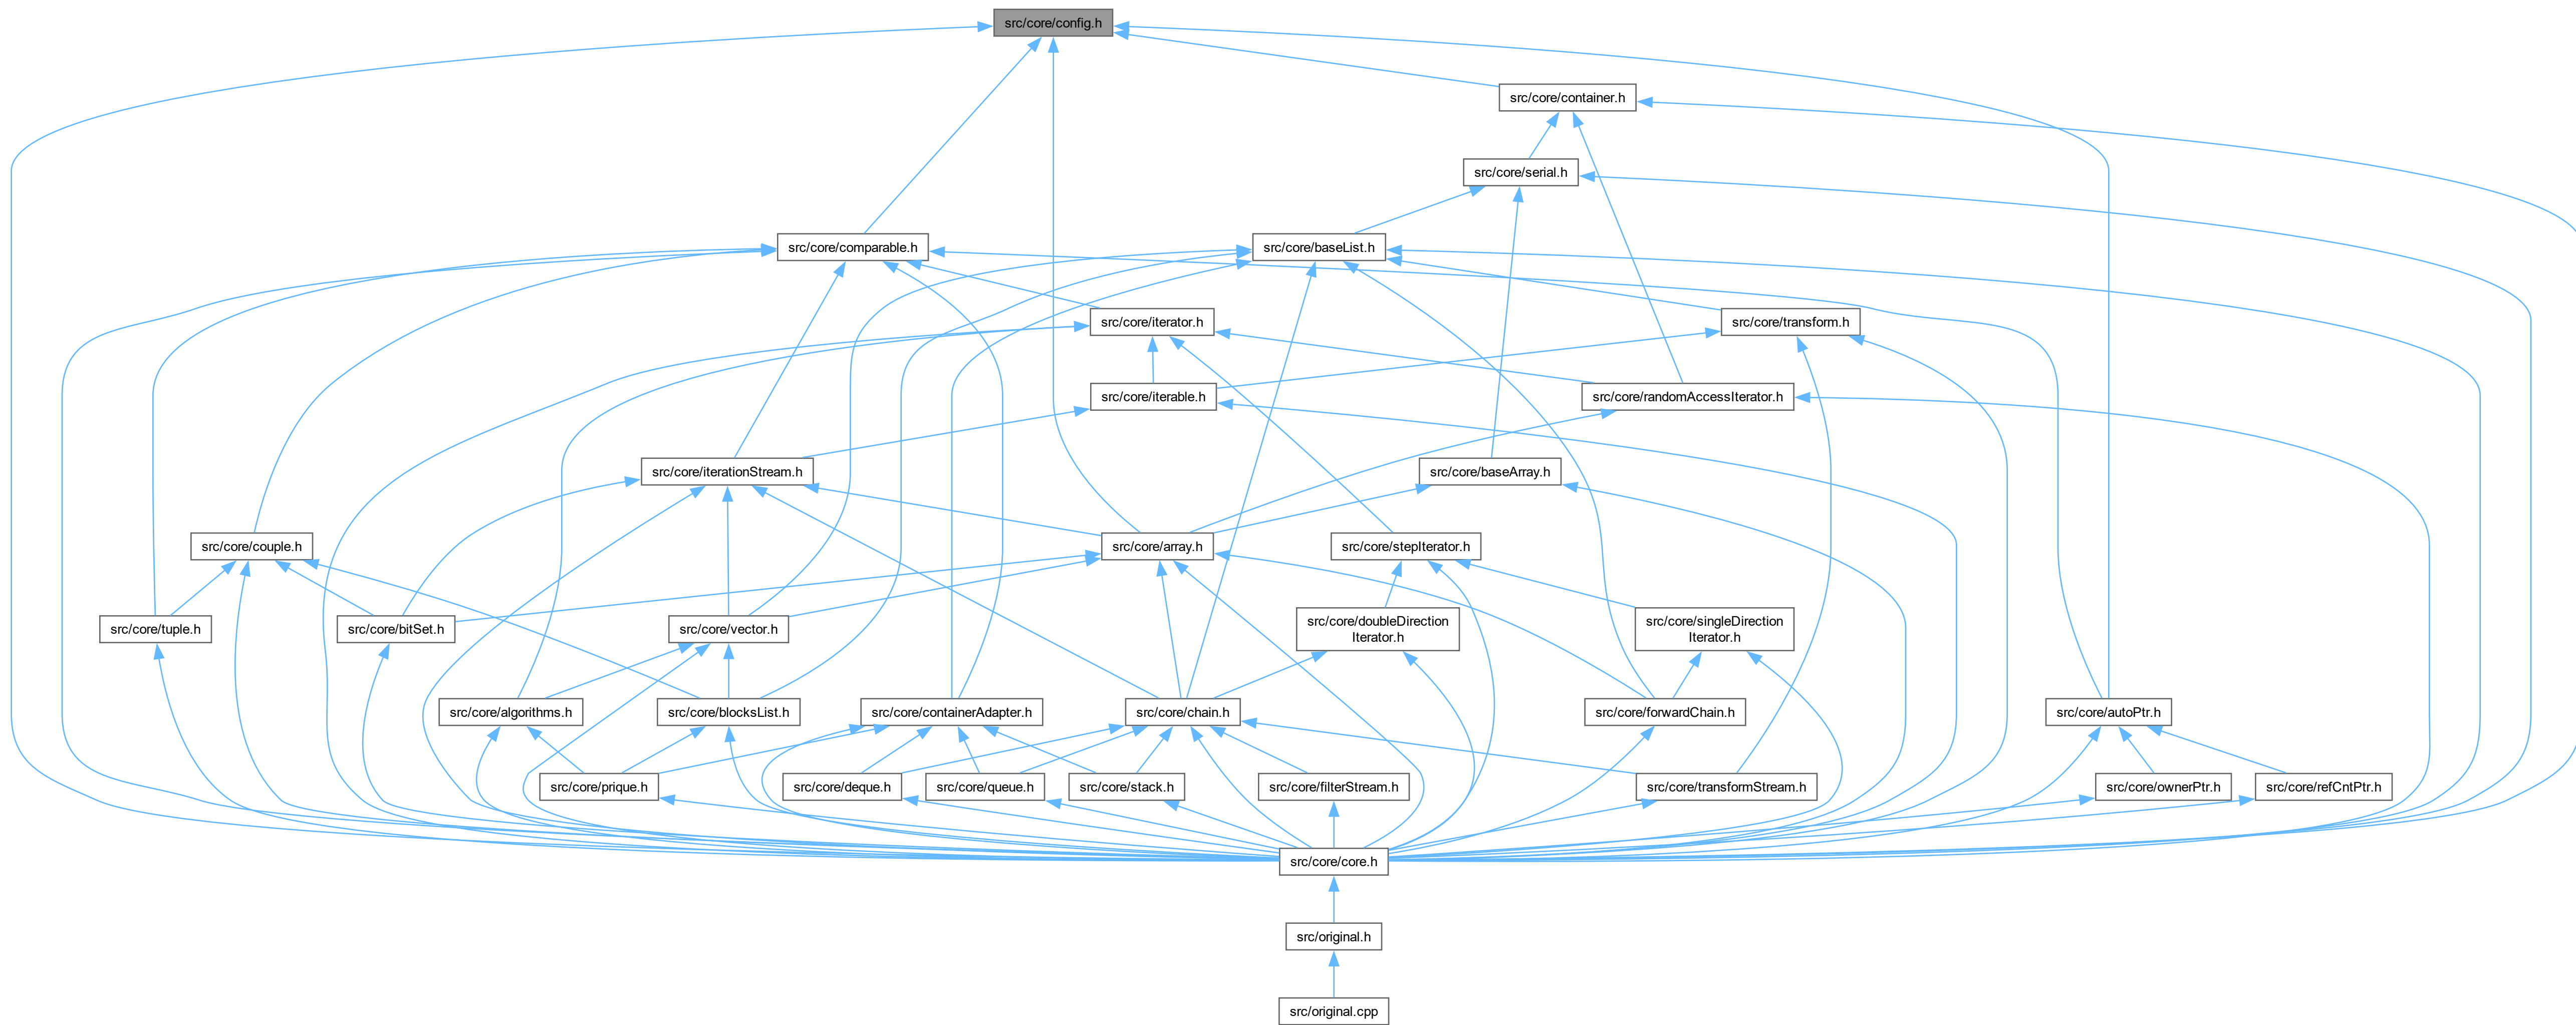 src/core/config.h
src/core/container.h
src/core/serial.h
src/core/comparable.h
src/core/baseList.h
src/core/iterator.h
src/core/transform.h
src/core/iterable.h
src/core/randomAccessIterator.h
src/core/iterationStream.h
src/core/baseArray.h
src/core/couple.h
src/core/array.h
src/core/stepIterator.h
src/core/tuple.h
src/core/bitSet.h
src/core/vector.h
src/core/doubleDirection
Iterator.h
src/core/singleDirection
Iterator.h
src/core/algorithms.h
src/core/blocksList.h
src/core/containerAdapter.h
src/core/chain.h
src/core/forwardChain.h
src/core/autoPtr.h
src/core/prique.h
src/core/deque.h
src/core/queue.h
src/core/stack.h
src/core/filterStream.h
src/core/transformStream.h
src/core/ownerPtr.h
src/core/refCntPtr.h
src/core/core.h
src/original.h
src/original.cpp